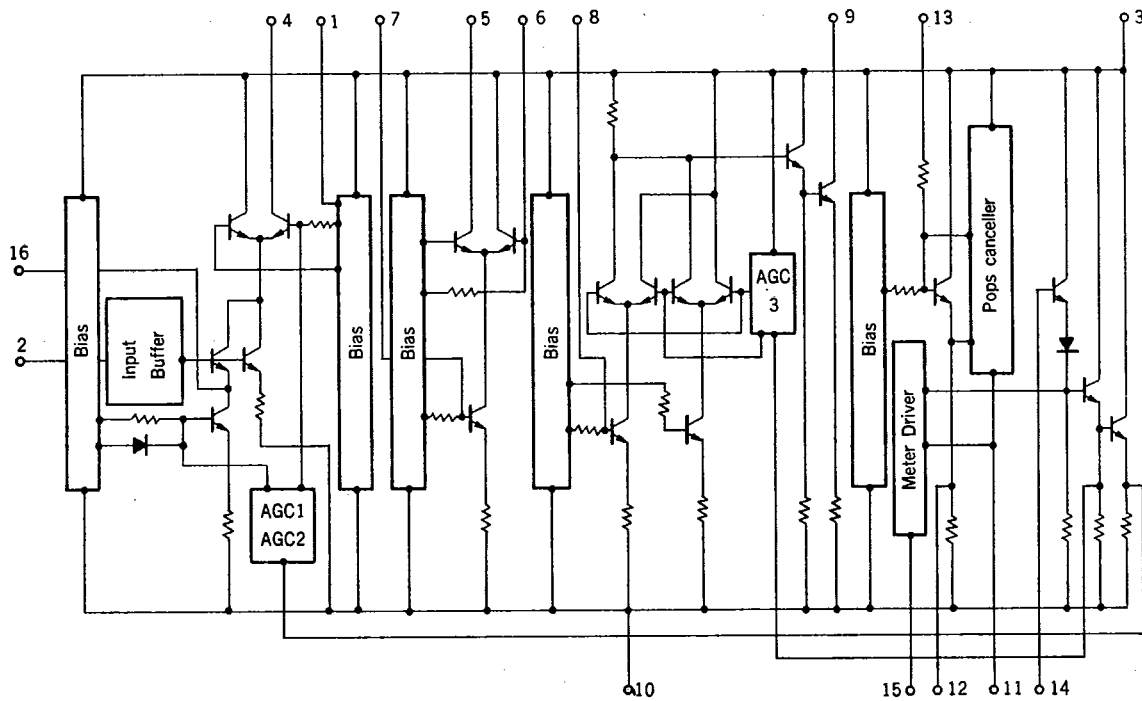 4
1
7
5
6
8
9
13
3
16
2
Bias
Input
Buffer
AGC1
AGC2
Bias
Bias
Bias
AGC
3
Bias
Meter Driver
Pops canceller
10
15
12
11
14